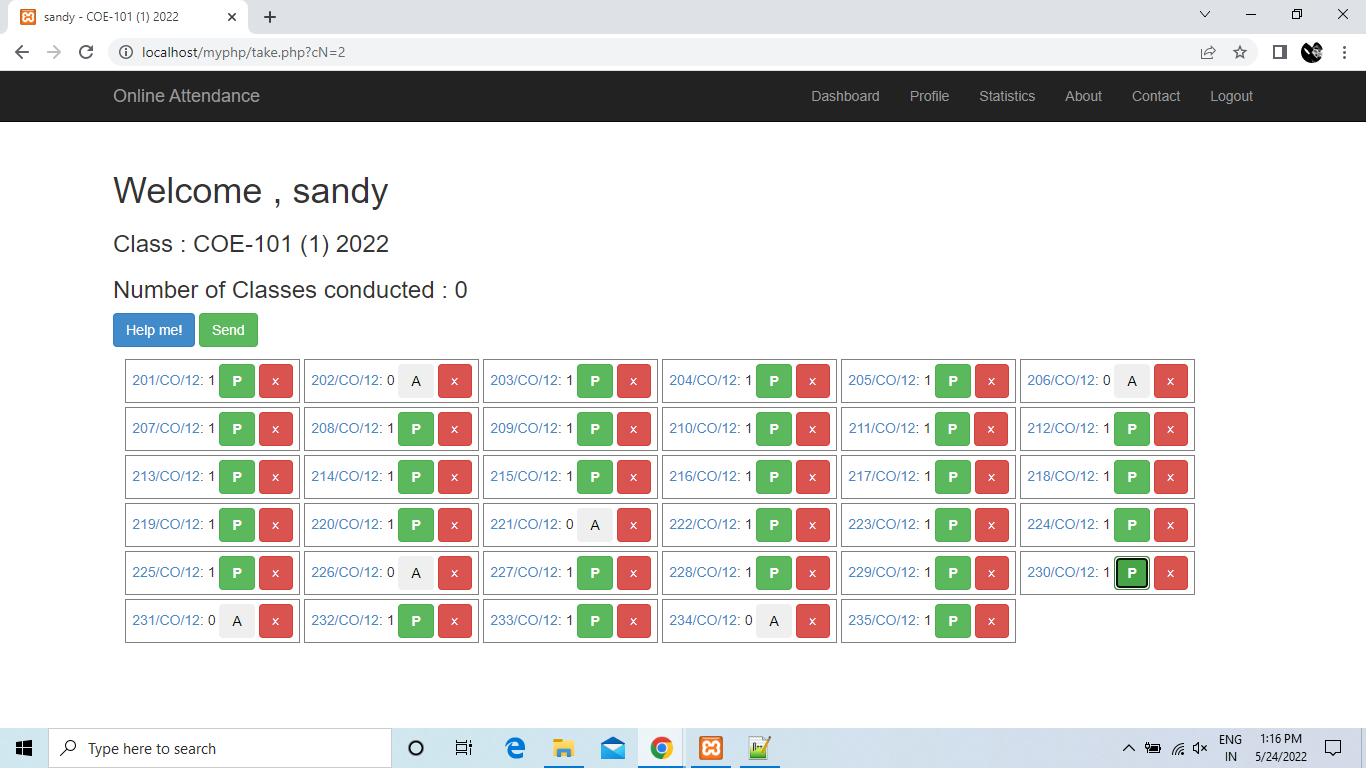 sandy - COE-101 (1) 2022
localhost/myphp/take.php?cN=2
Online Attendance Dashboard Profile Statistics About Contact Logout
Welcome , sandy
Class : COE-101 (1) 2022
Number of Classes conducted : 0
Help me! Send
201/CO/12: 1 P x 202/CO/12: 0 A x 203/CO/12: 1 P x 204/CO/12: 1 P x 205/CO/12: 1 P x 206/CO/12: 0 A x
207/CO/12: 1 P x 208/CO/12: 1 P x 209/CO/12: 1 P x 210/CO/12: 1 P x 211/CO/12: 1 P x 212/CO/12: 1 P x
213/CO/12: 1 P x 214/CO/12: 1 P x 215/CO/12: 1 P x 216/CO/12: 1 P x 217/CO/12: 1 P x 218/CO/12: 1 P x
219/CO/12: 1 P x 220/CO/12: 1 P x 221/CO/12: 0 A x 222/CO/12: 1 P x 223/CO/12: 1 P x 224/CO/12: 1 P x
225/CO/12: 1 P x 226/CO/12: 0 A x 227/CO/12: 1 P x 228/CO/12: 1 P x 229/CO/12: 1 P x 230/CO/12: 1 P x
231/CO/12: 0 A x 232/CO/12: 1 P x 233/CO/12: 1 P x 234/CO/12: 0 A x 235/CO/12: 1 P x
Type here to search
ENG 1:16 PM
IN 5/24/2022